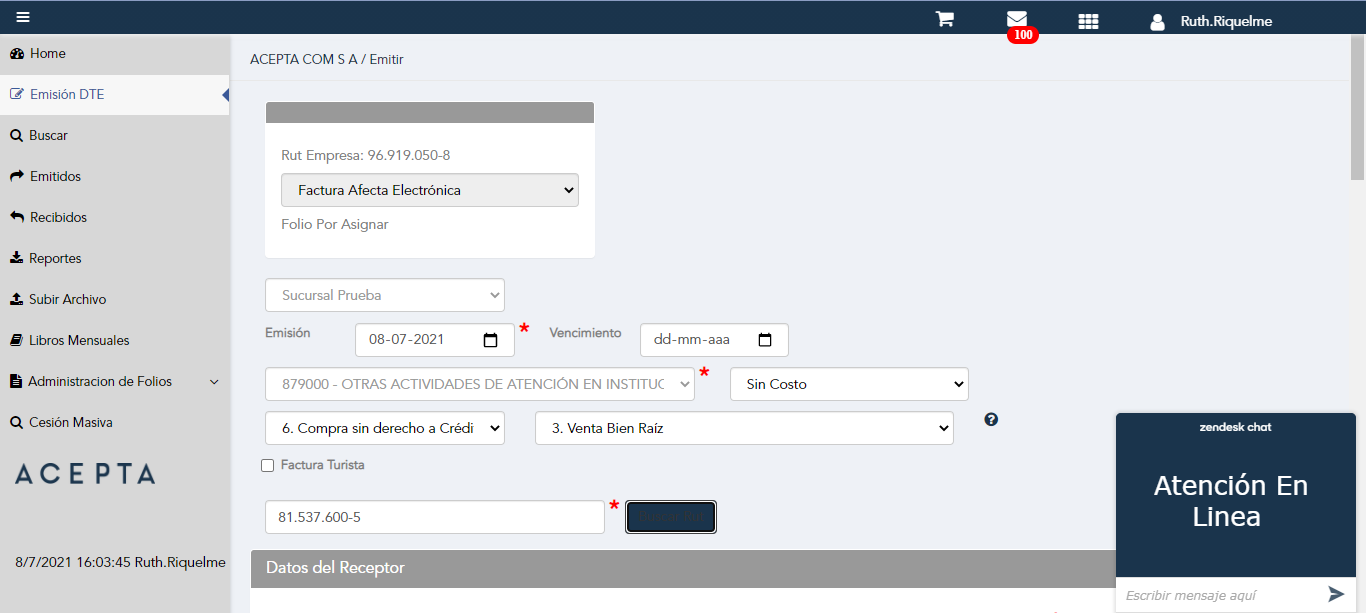 Ruth.Riquelme
100
Home
Emisión DTE
Buscar
Emitidos
Recibidos
Reportes
Subir Archivo
Libros Mensuales
Administracion de Folios
Cesión Masiva
ACEPTA
8/7/2021 16:03:45 Ruth.Riquelme
ACEPTA COM S A / Emitir
Rut Empresa: 96.919.050-8
Factura Afecta Electrónica
Folio Por Asignar
Sucursal Prueba
Emisión 08-07-2021 * Vencimiento dd-mm-aaa
879000 - OTRAS ACTIVIDADES DE ATENCIÓN EN INSTITUC * Sin Costo
6. Compra sin derecho a Crédi 3. Venta Bien Raíz ?
Factura Turista
81.537.600-5 *
Datos del Receptor
zendesk chat
Atención En
Linea
Escribir mensaje aquí